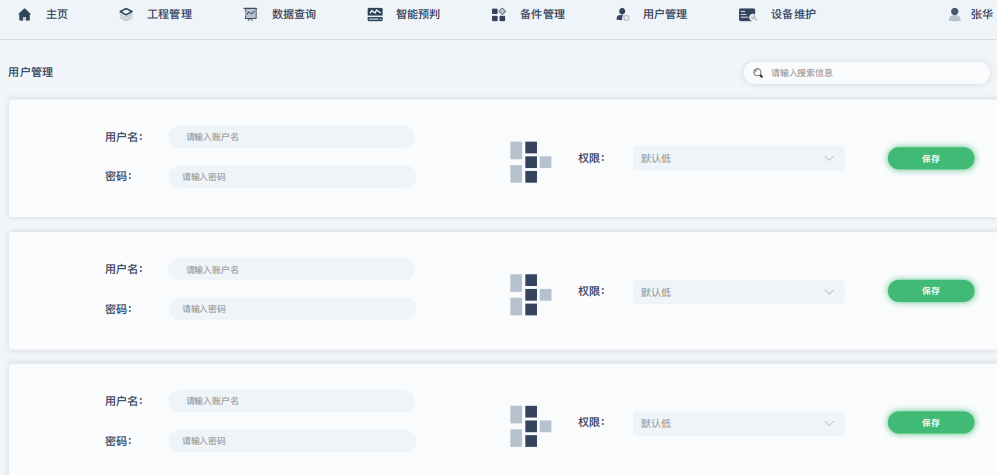 主页 工程管理 数据查询 智能预判 备件管理 用户管理 设备维护 张华
用户管理 请输入搜索信息
用户名: 请输入账户名
权限: 默认低 保存
密码: 请输入密码
用户名: 请输入账户名
权限: 默认低 保存
密码: 请输入密码
用户名: 请输入账户名
权限: 默认低 保存
密码: 请输入密码